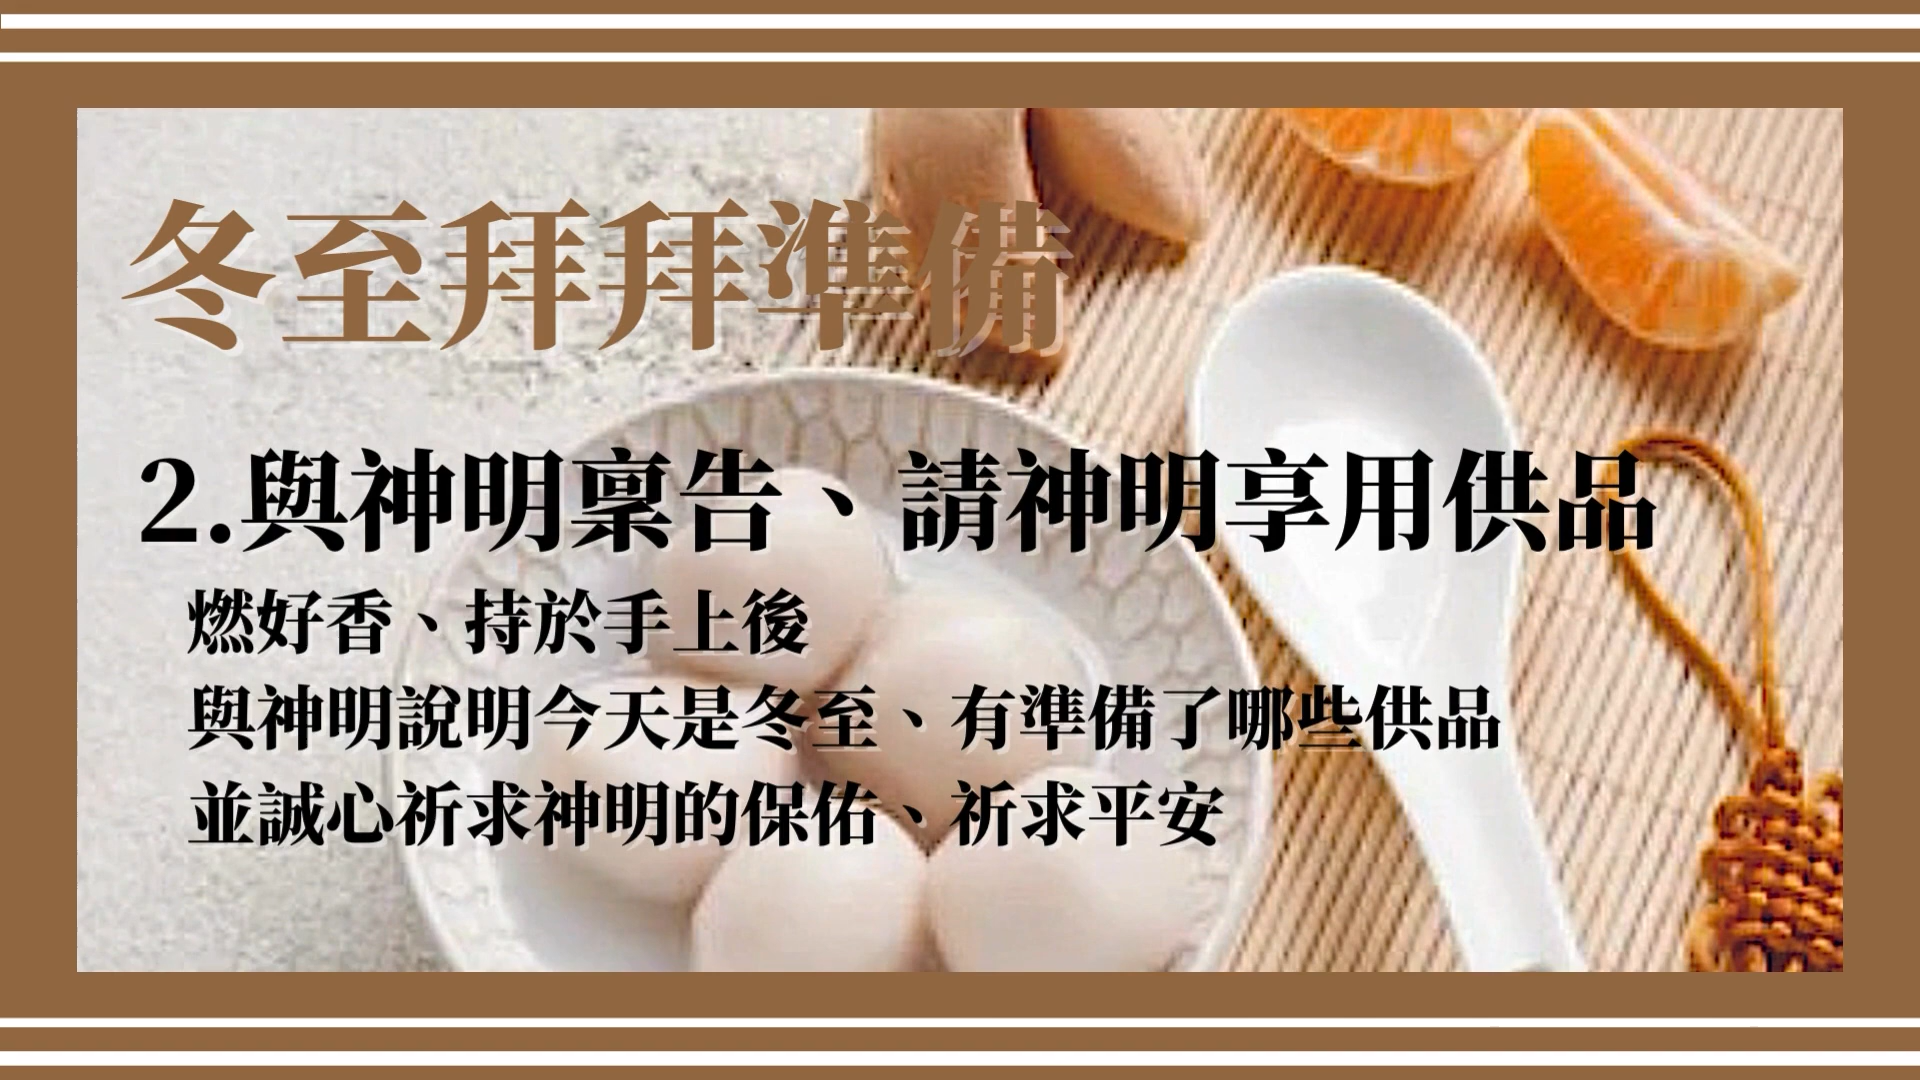 冬至拜拜準備
2.與神明稟告、請神明享用供品
燃好香、持於手上後
與神明說明今天是冬至、有準備了哪些供品
並誠心祈求神明的保佑、祈求平安